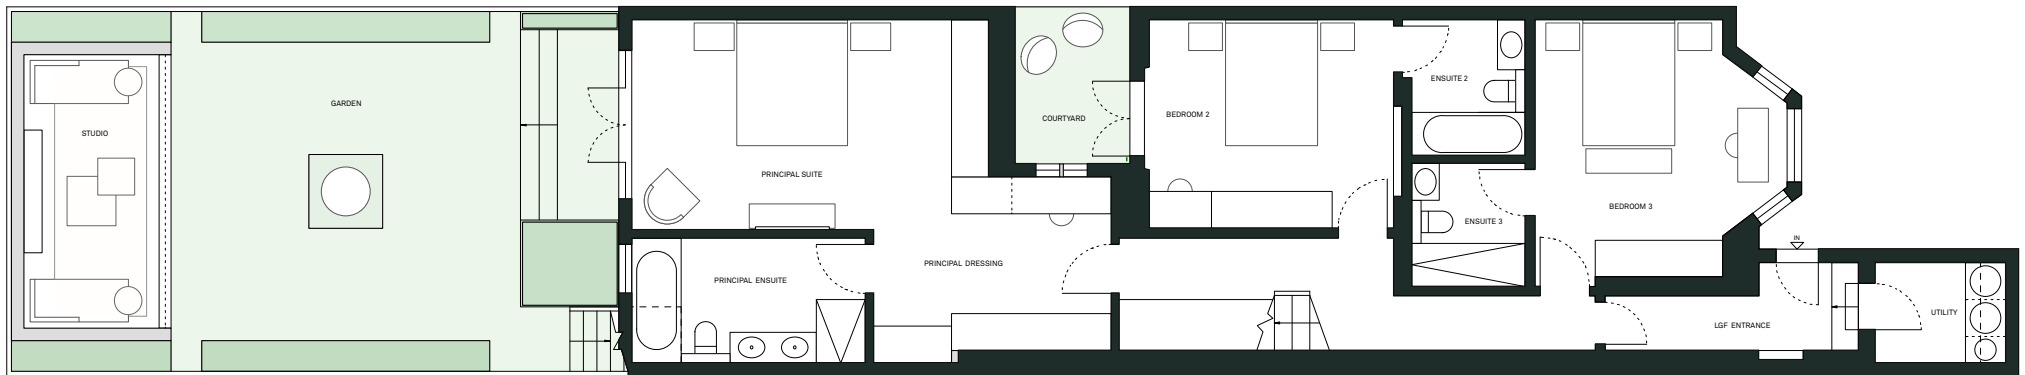 GARDEN
STUDIO
COURTYARD
BEDROOM 2
ENSUITE 2
PRINCIPAL SUITE
BEDROOM 3
ENSUITE 3
IN
PRINCIPAL DRESSING
PRINCIPAL ENSUITE
UTILITY
LGF ENTRANCE